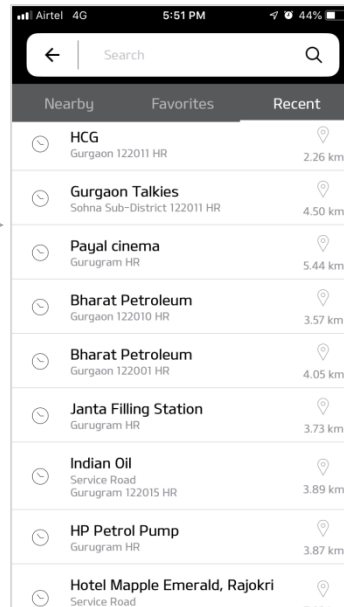 Airtel 4G 5:51 PM 44%
Search
Nearby Favorites Recent
HCG
Gurgaon 122011 HR
2.26 km
Gurgaon Talkies
Sohna Sub-District 122011 HR
4.50 km
Payal cinema
Gurugram HR
5.44 km
Bharat Petroleum
Gurgaon 122010 HR
3.57 km
Bharat Petroleum
Gurgaon 122001 HR
4.05 km
Janta Filling Station
Gurugram HR
3.73 km
Indian Oil
Service Road
Gurugram 122015 HR
3.89 km
HP Petrol Pump
Gurugram HR
3.87 km
Hotel Mapple Emerald, Rajokri
Service Road